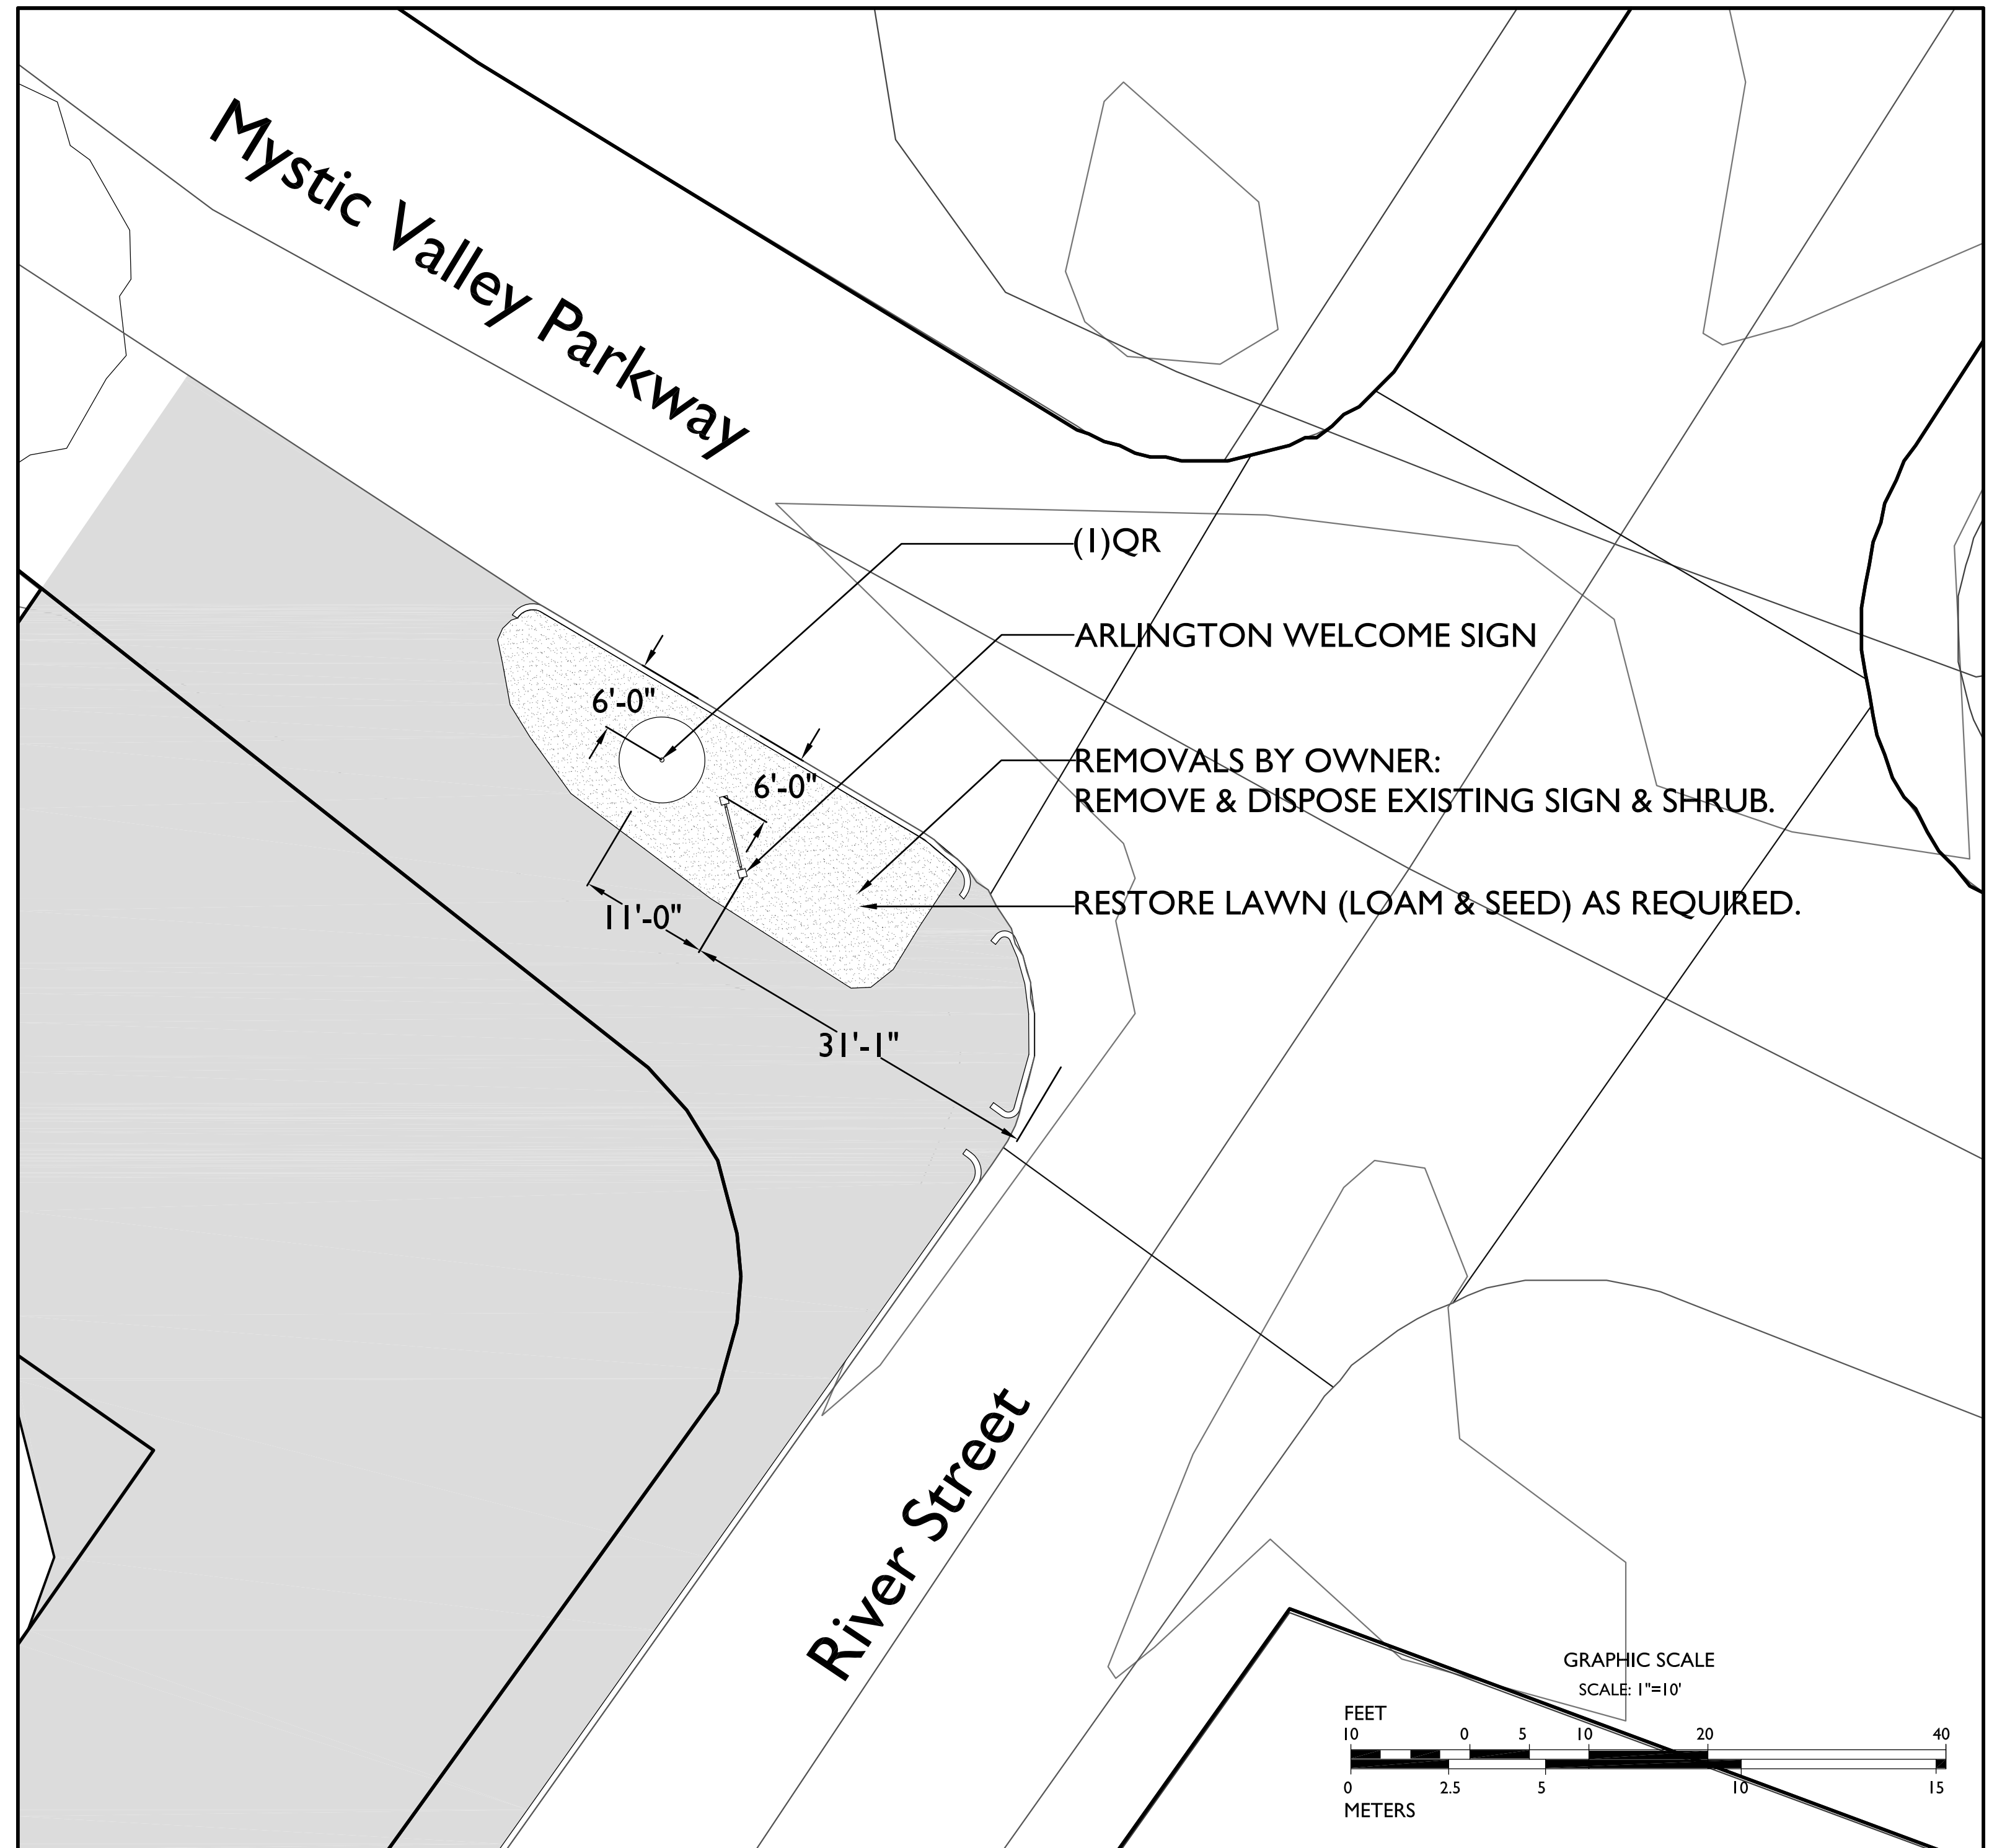 Mystic Valley Parkway
(1)QR
ARLINGTON WELCOME SIGN
6'-0"
REMOVALS BY OWNER:
6'-0"
REMOVE & DISPOSE EXISTING SIGN & SHRUB.
RESTORE LAWN (LOAM & SEED) AS REQUIRED.
11'-0"
31'-1"
River Street
GRAPHIC SCALE
SCALE: 1"=10'
FEET
10 0 5 10 20 40
0 2.5 5 10 15
METERS